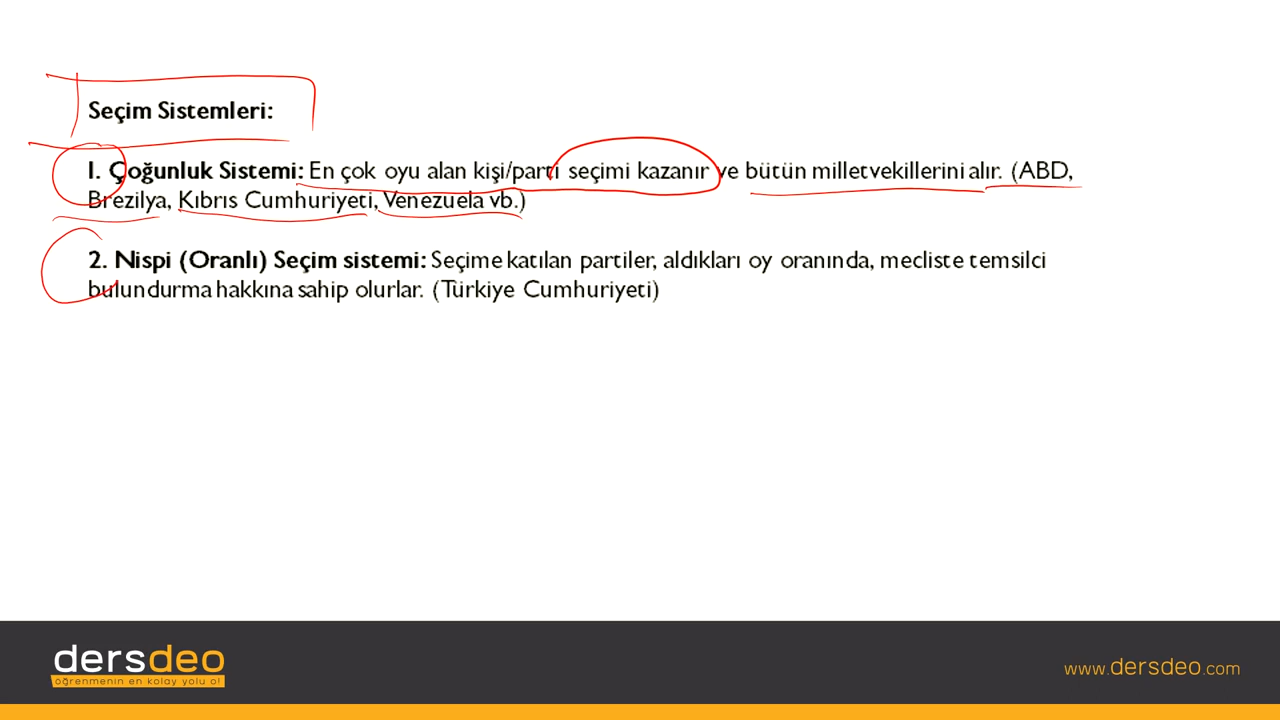 Seçim Sistemleri:
1. Çoğunluk Sistemi: En çok oyu alan kişi/parti seçimi kazanır ve bütün milletvekillerini alır. (ABD,
Brezilya, Kıbrıs Cumhuriyeti, Venezuela vb.)
2. Nispi (Oranlı) Seçim sistemi: Seçime katılan partiler, aldıkları oy oranında, mecliste temsilci
bulundurma hakkına sahip olurlar. (Türkiye Cumhuriyeti)
dersdeo
öğrenmenin en kolay yolu o!
www.dersdeo.com